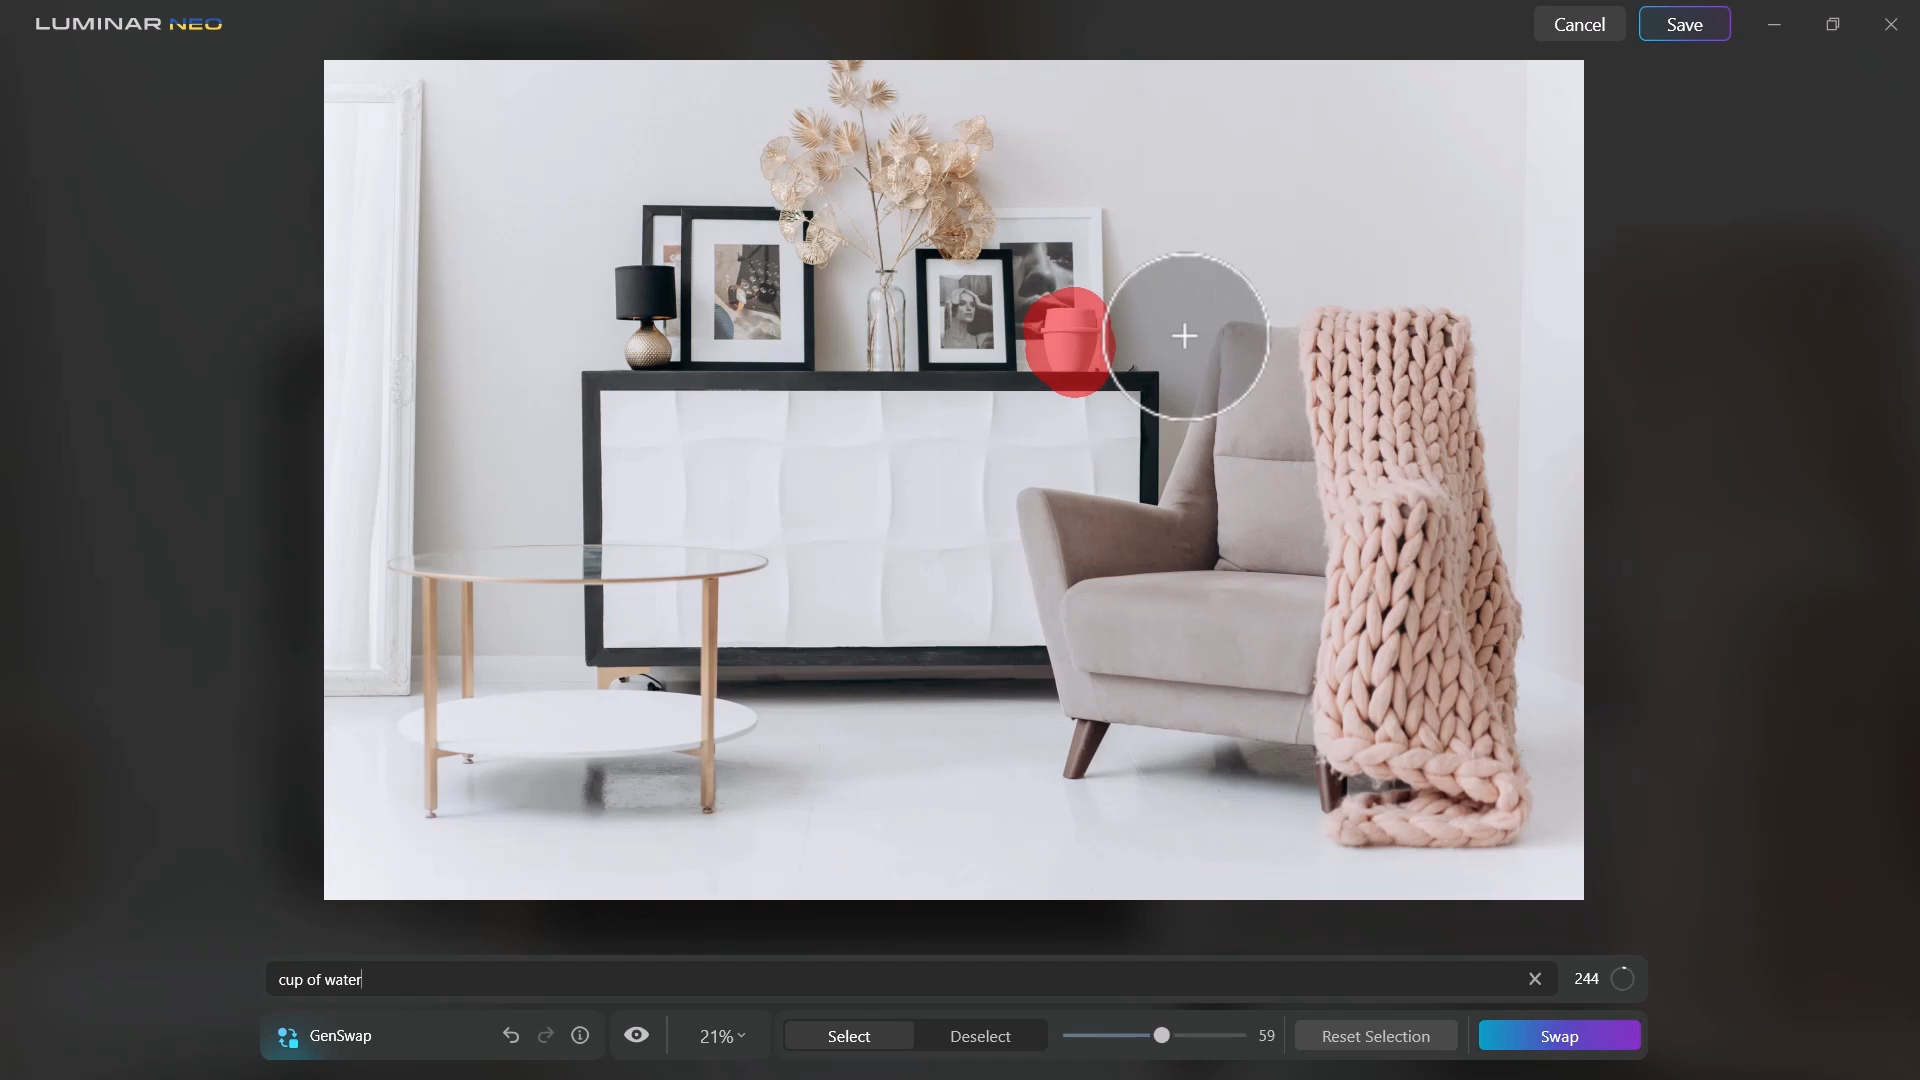 LUMINAR NEO
Cancel
Save
cup of water
244
GenSwap
21%
Select
Deselect
59
Reset Selection
Swap